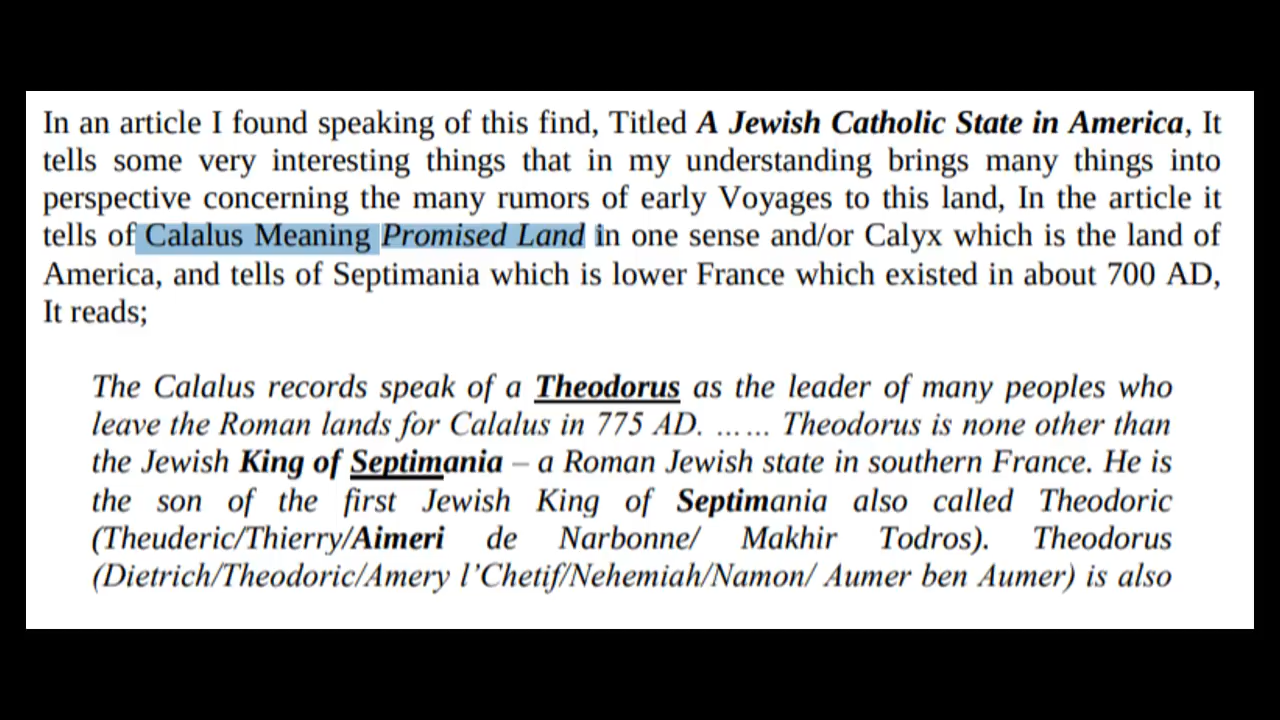 In an article I found speaking of this find, Titled A Jewish Catholic State in America, It
tells some very interesting things that in my understanding brings many things into
perspective concerning the many rumors of early Voyages to this land, In the article it
tells of Calalus Meaning Promised Land in one sense and/or Calyx which is the land of
America, and tells of Septimania which is lower France which existed in about 700 AD,
It reads;
The Calalus records speak of a Theodorus as the leader of many peoples who
leave the Roman lands for Calalus in 775 AD. ...... Theodorus is none other than
the Jewish King of Septimania – a Roman Jewish state in southern France. He is
the son of the first Jewish King of Septimania also called Theodoric
(Theuderic/Thierry/Aimeri de Narbonne/ Makhir Todros). Theodorus
(Dietrich/Theodoric/Amery l’Chetif/Nehemiah/Namon/ Aumer ben Aumer) is also